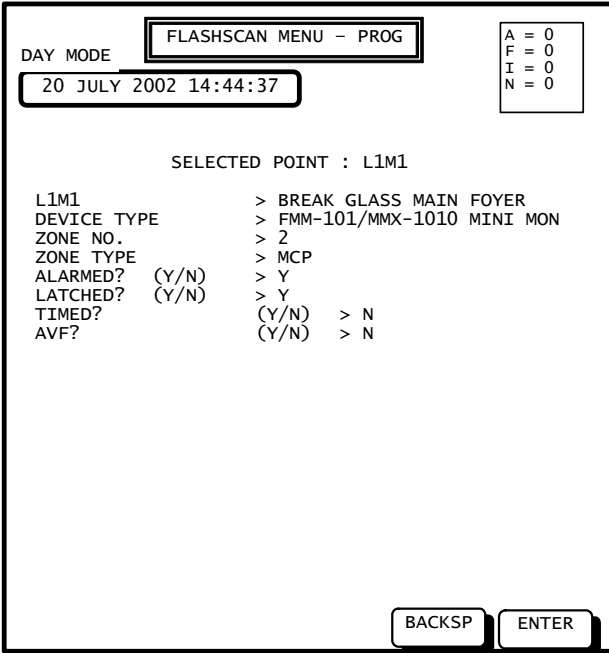 FLASHSCAN MENU – PROG
DAY MODE
20 JULY 2002 14:44:37
A = 0
F = 0
I = 0
N = 0
SELECTED POINT : L1M1
L1M1 > BREAK GLASS MAIN FOYER
DEVICE TYPE > FMM-101/MMX-1010 MINI MON
ZONE NO. > 2
ZONE TYPE > MCP
ALARMED? (Y/N) > Y
LATCHED? (Y/N) > Y
TIMED? (Y/N) > N
AVF? (Y/N) > N
BACKSP ENTER